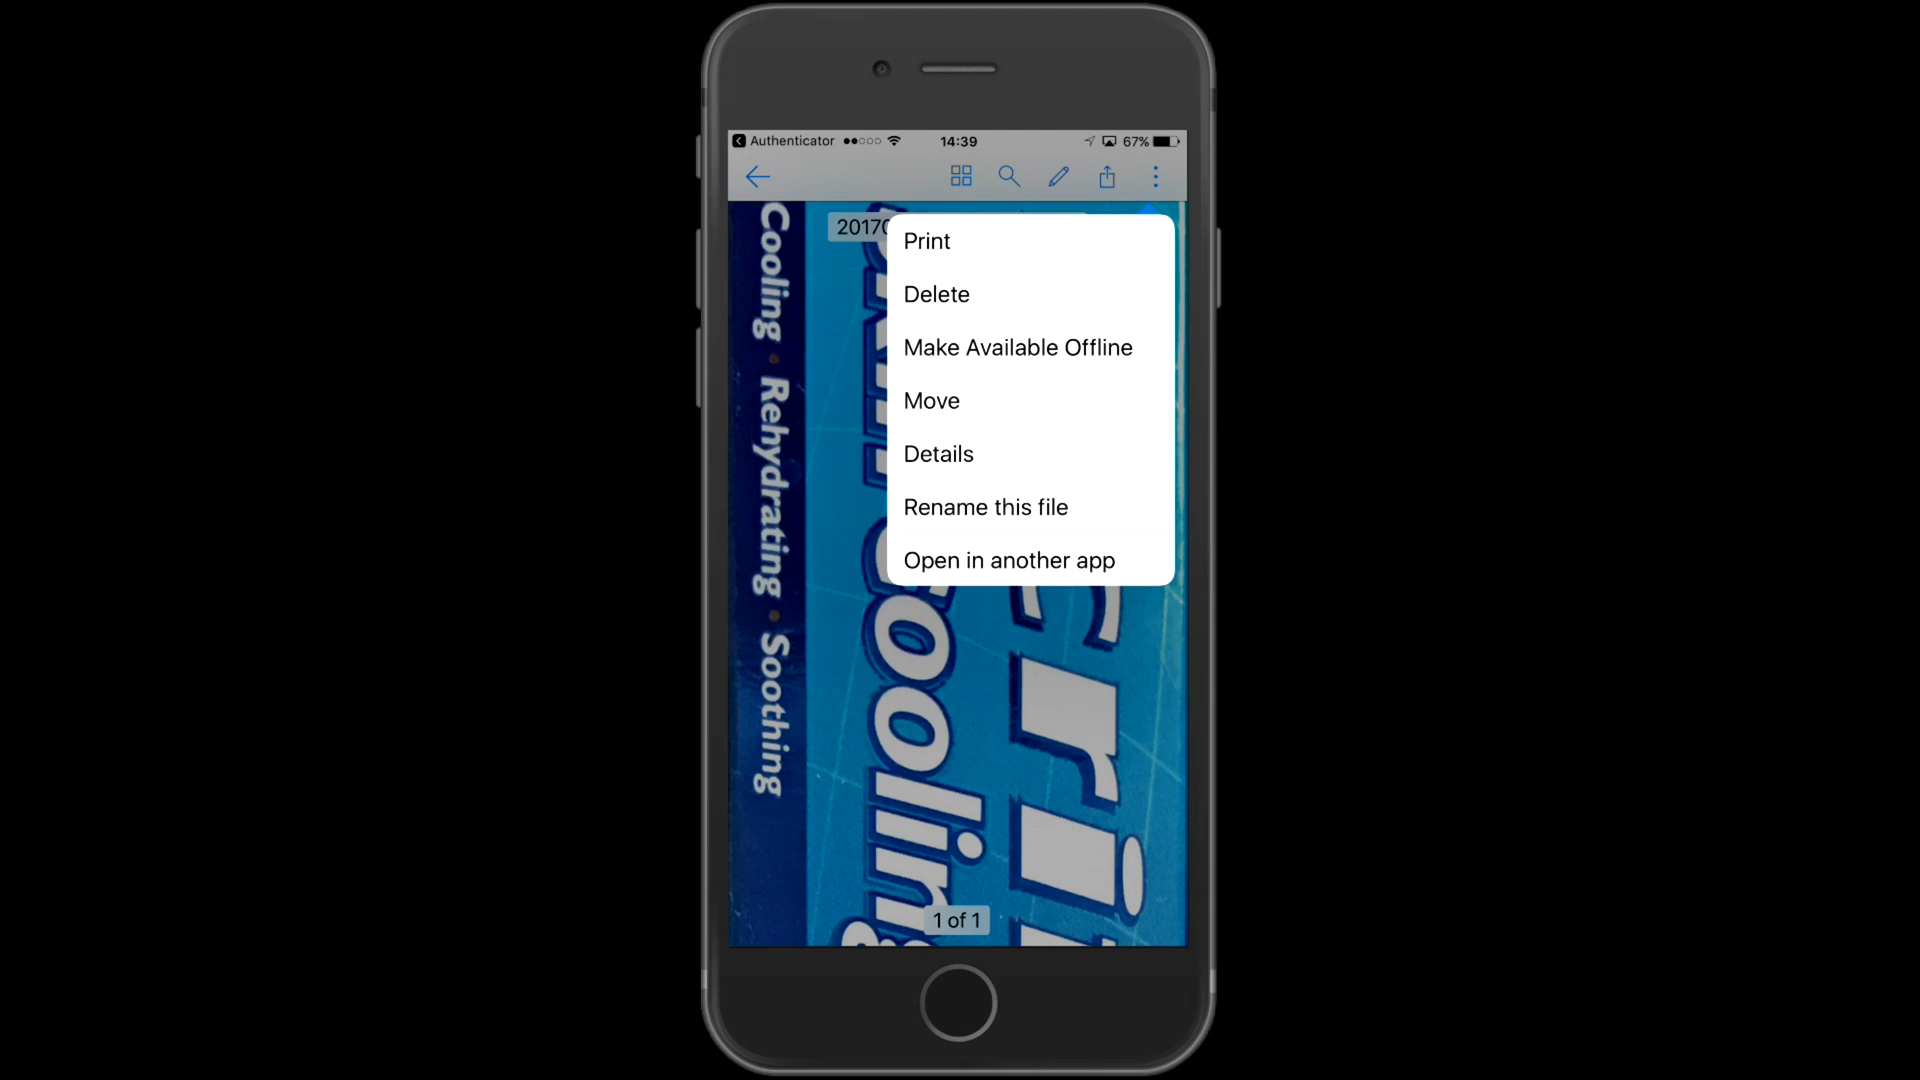 Authenticator
14:39
67%
Print
Delete
Make Available Offline
Move
Details
Rename this file
Open in another app
Cooling • Rehydrating • Soothing
Cooling
1 of 1